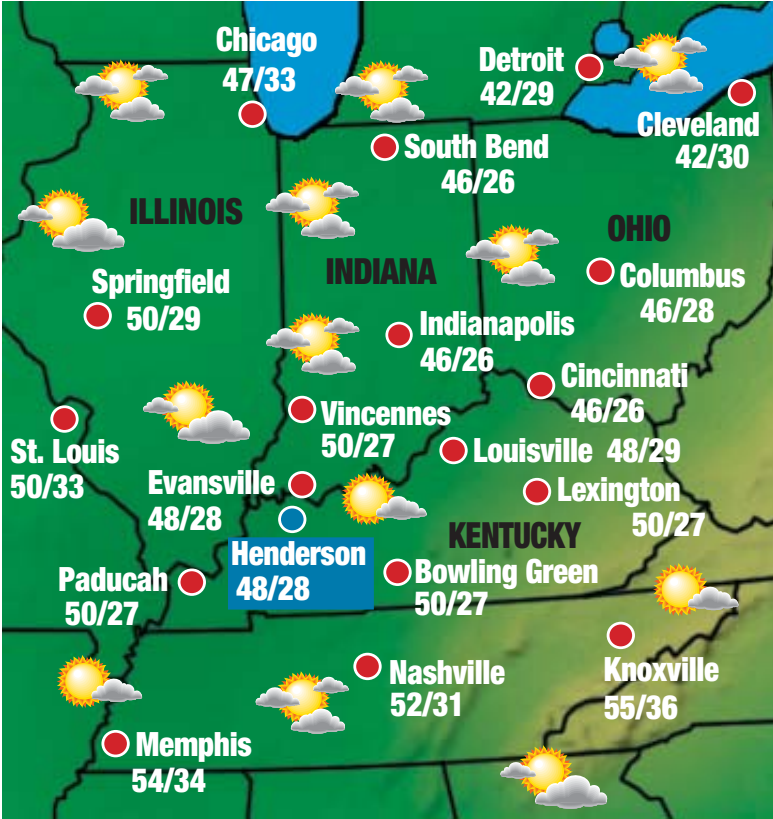 Chicago
47/33
Detroit
42/29
Cleveland
42/30
South Bend
46/26
ILLINOIS
OHIO
INDIANA
Springfield
50/29
Columbus
46/28
Indianapolis
46/26
Cincinnati
46/26
Vincennes
50/27
St. Louis
50/33
Louisville 48/29
Evansville
48/28
Lexington
50/27
KENTUCKY
Henderson
48/28
Paducah
50/27
Bowling Green
50/27
Nashville
52/31
Knoxville
55/36
Memphis
54/34